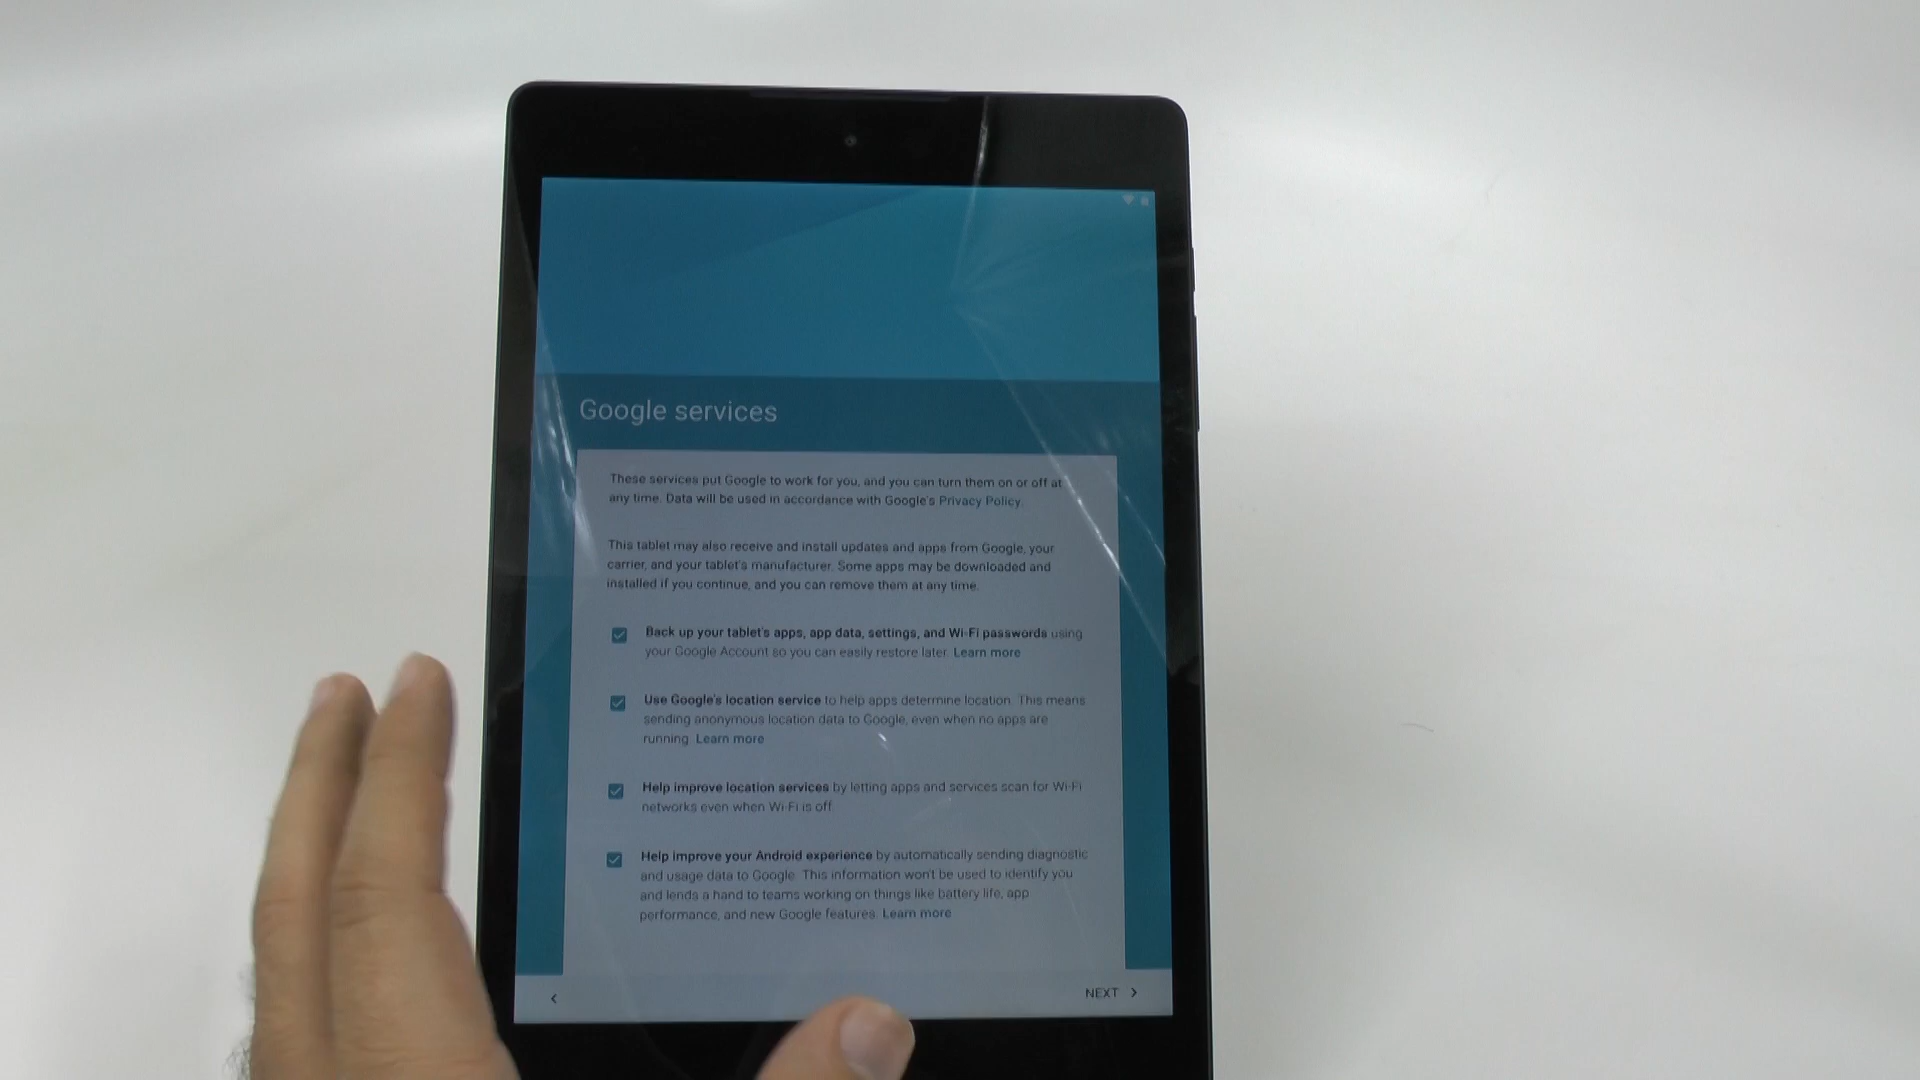 Google services
These services put Google to work for you, and you can turn them on or off at
any time. Data will be used in accordance with Google's Privacy Policy.
This tablet may also receive and install updates and apps from Google, your
carrier, and your tablet's manufacturer. Some apps may be downloaded and
installed if you continue, and you can remove them at any time.
Back up your tablet's apps, app data, settings, and Wi-Fi passwords using
your Google Account so you can easily restore later. Learn more
Use Google's location service to help apps determine location. This means
sending anonymous location data to Google, even when no apps are
running. Learn more
Help improve location services by letting apps and services scan for Wi-Fi
networks even when Wi-Fi is off.
Help improve your Android experience by automatically sending diagnostic
and usage data to Google. This information won't be used to identify you
and lends a hand to teams working on things like battery life, app
performance, and new Google features. Learn more
NEXT